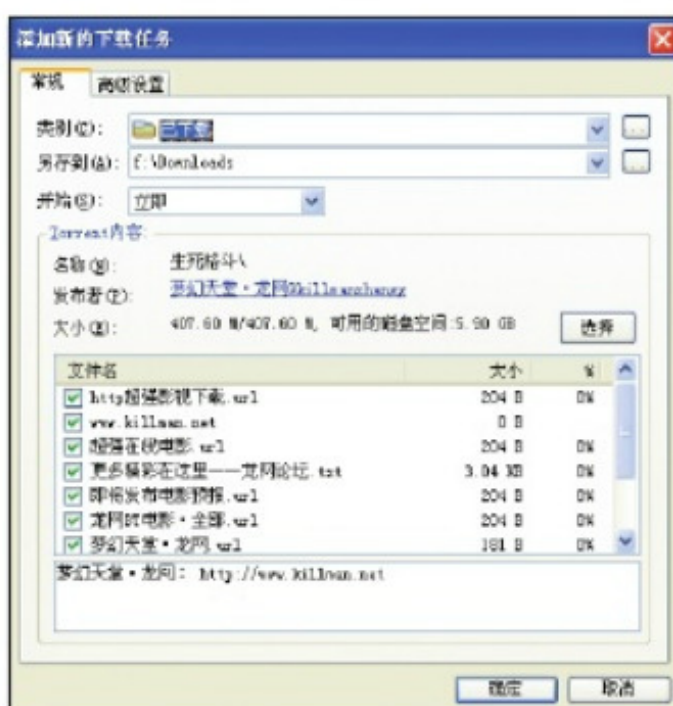 添加新的下载任务
常规 高级设置
类别(C): 已下载
另存到(A): f:\Downloads
开始(S): 立即
Torrent内容:
名称(N): 生死格斗\
发布者(P): 梦幻天堂·龙网
大小(Z): 407.60 M/407.60 M, 可用的磁盘空间:5.90 GB 选择
文件名 大小 %
http超强影视下载.url 204 B 0%
www.killman.net 0 B
超强在线电影.url 204 B 0%
更多精彩在这里——龙网论坛.txt 3.04 KB 0%
即将发布电影预报.url 204 B 0%
龙网BT电影·全部.url 204 B 0%
梦幻天堂·龙网.url 181 B 0%
梦幻天堂·龙网: http://www.killman.net
确定 取消